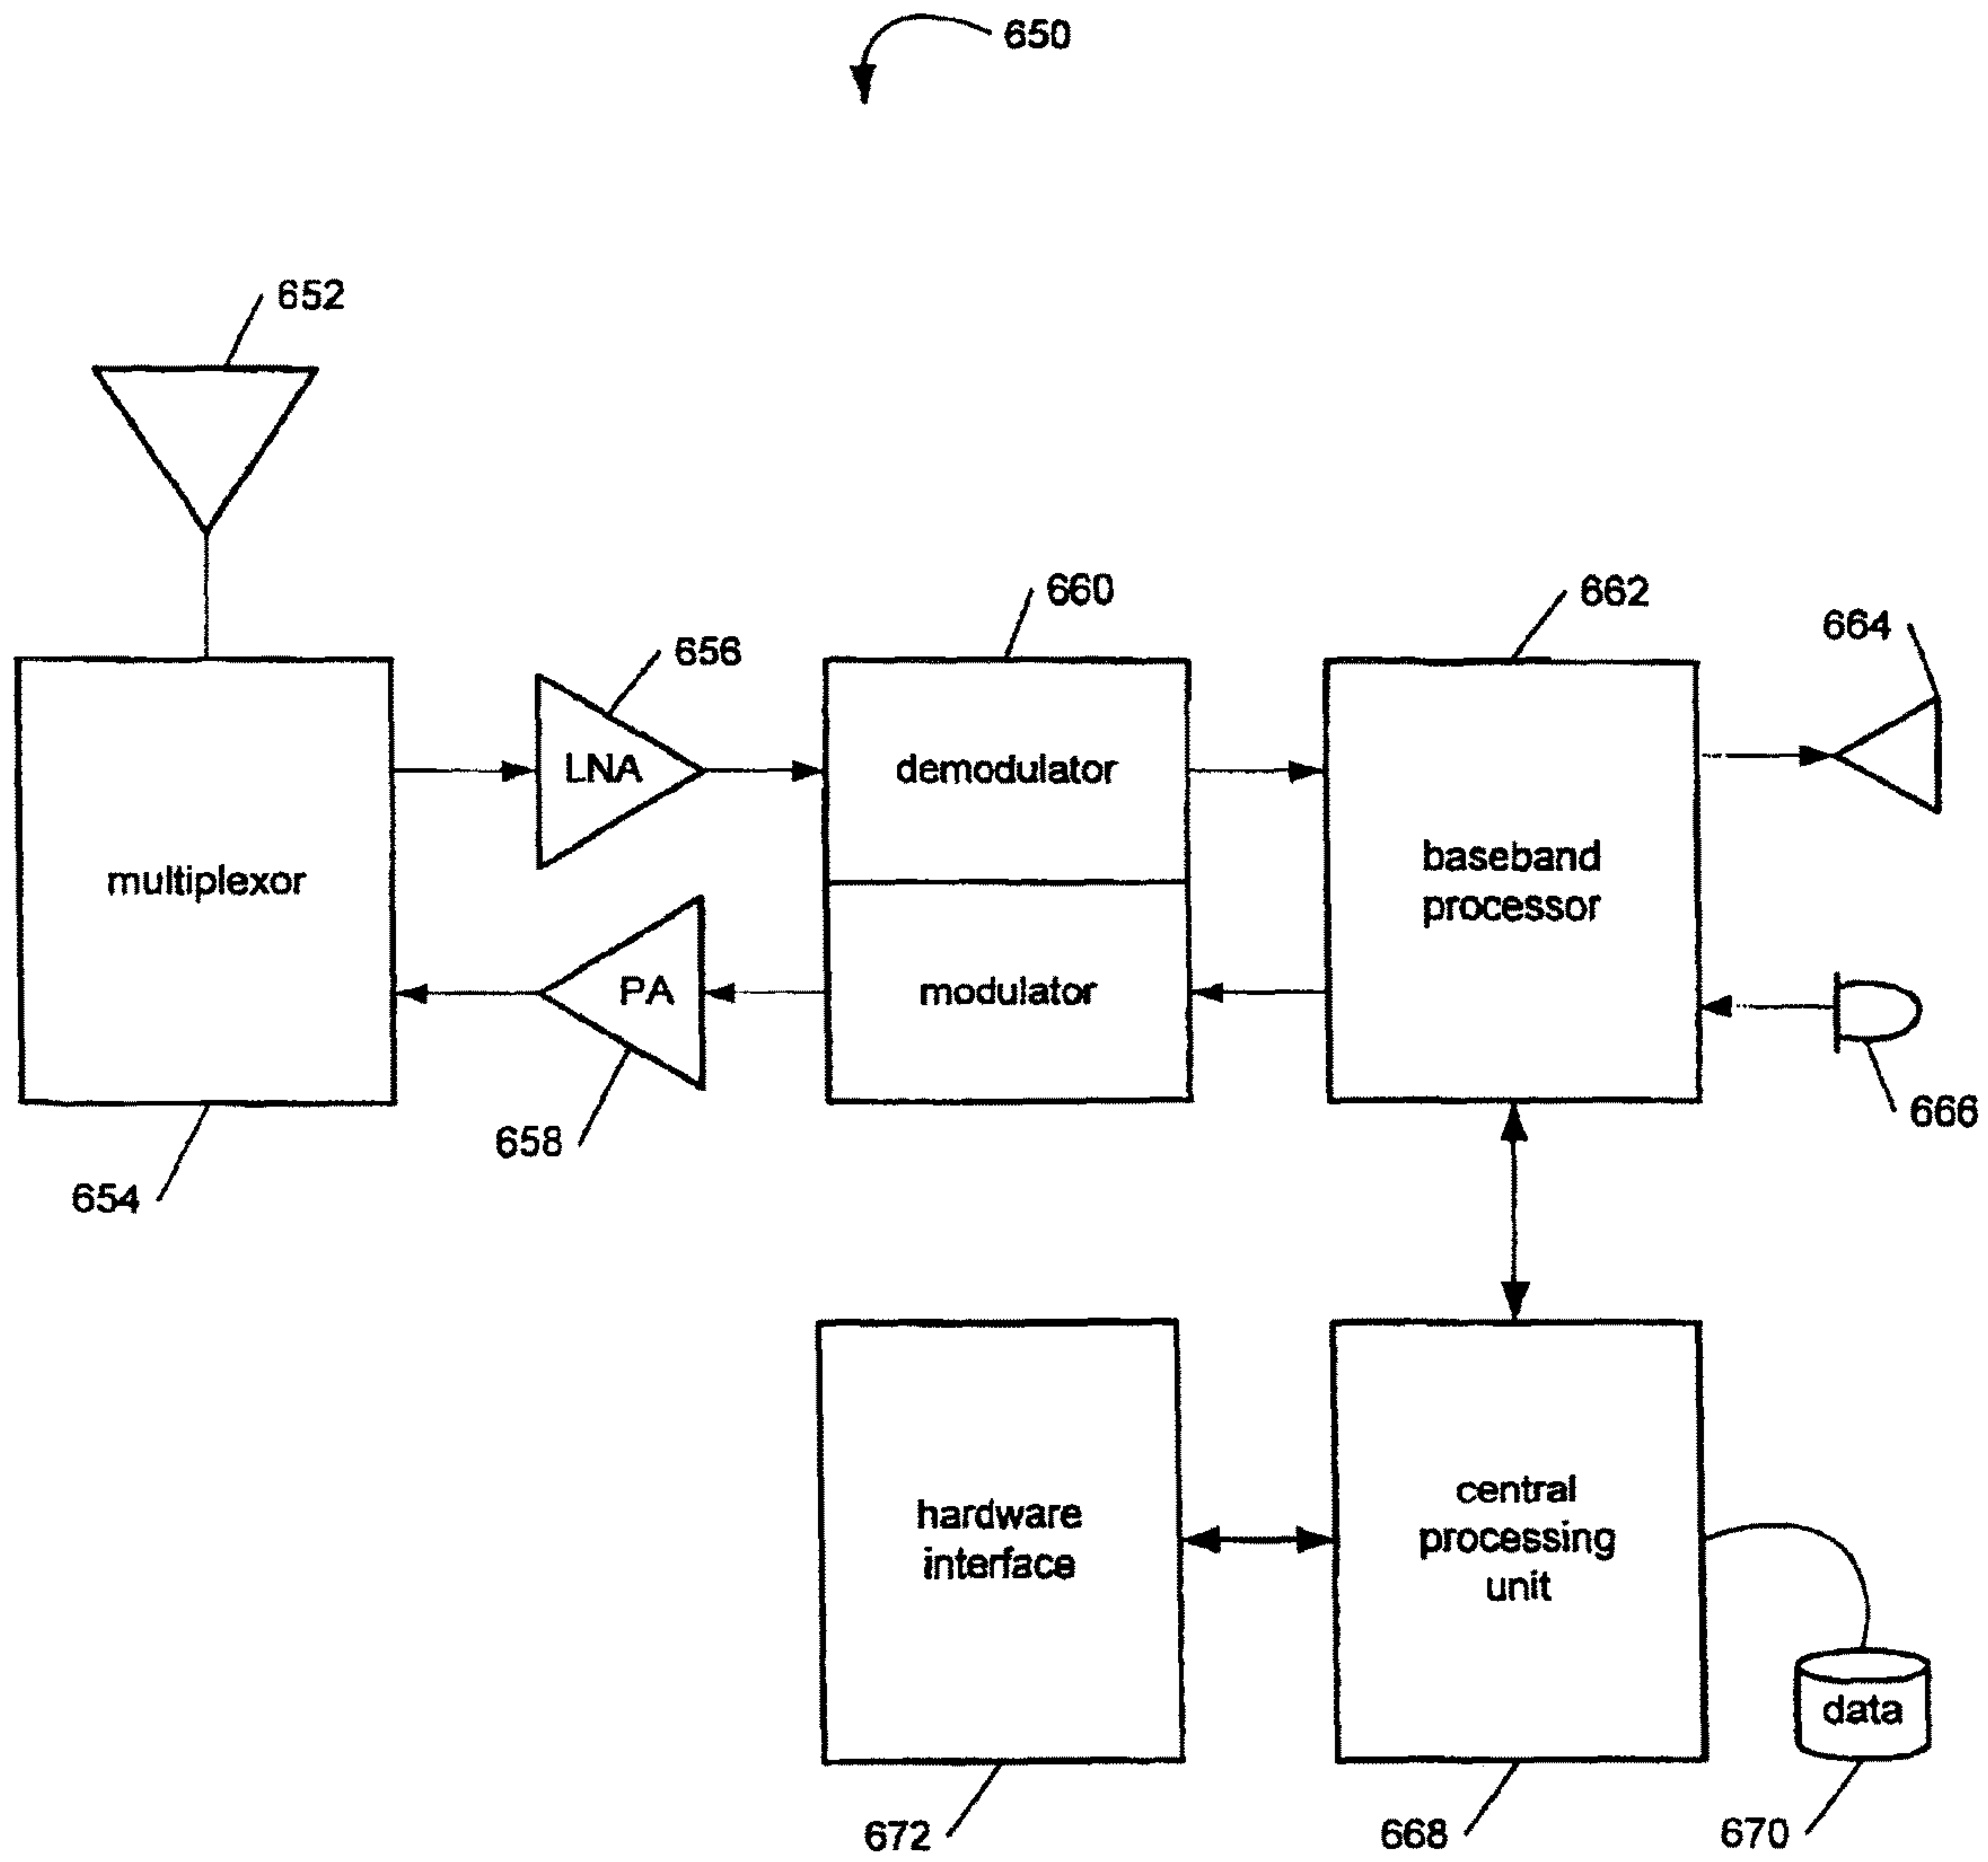 650
652
660
662
664
656
LNA
demodulator
multiplexor
baseband
processor
PA
modulator
658
666
654
hardware
interface
central
processing
unit
data
672
668
670